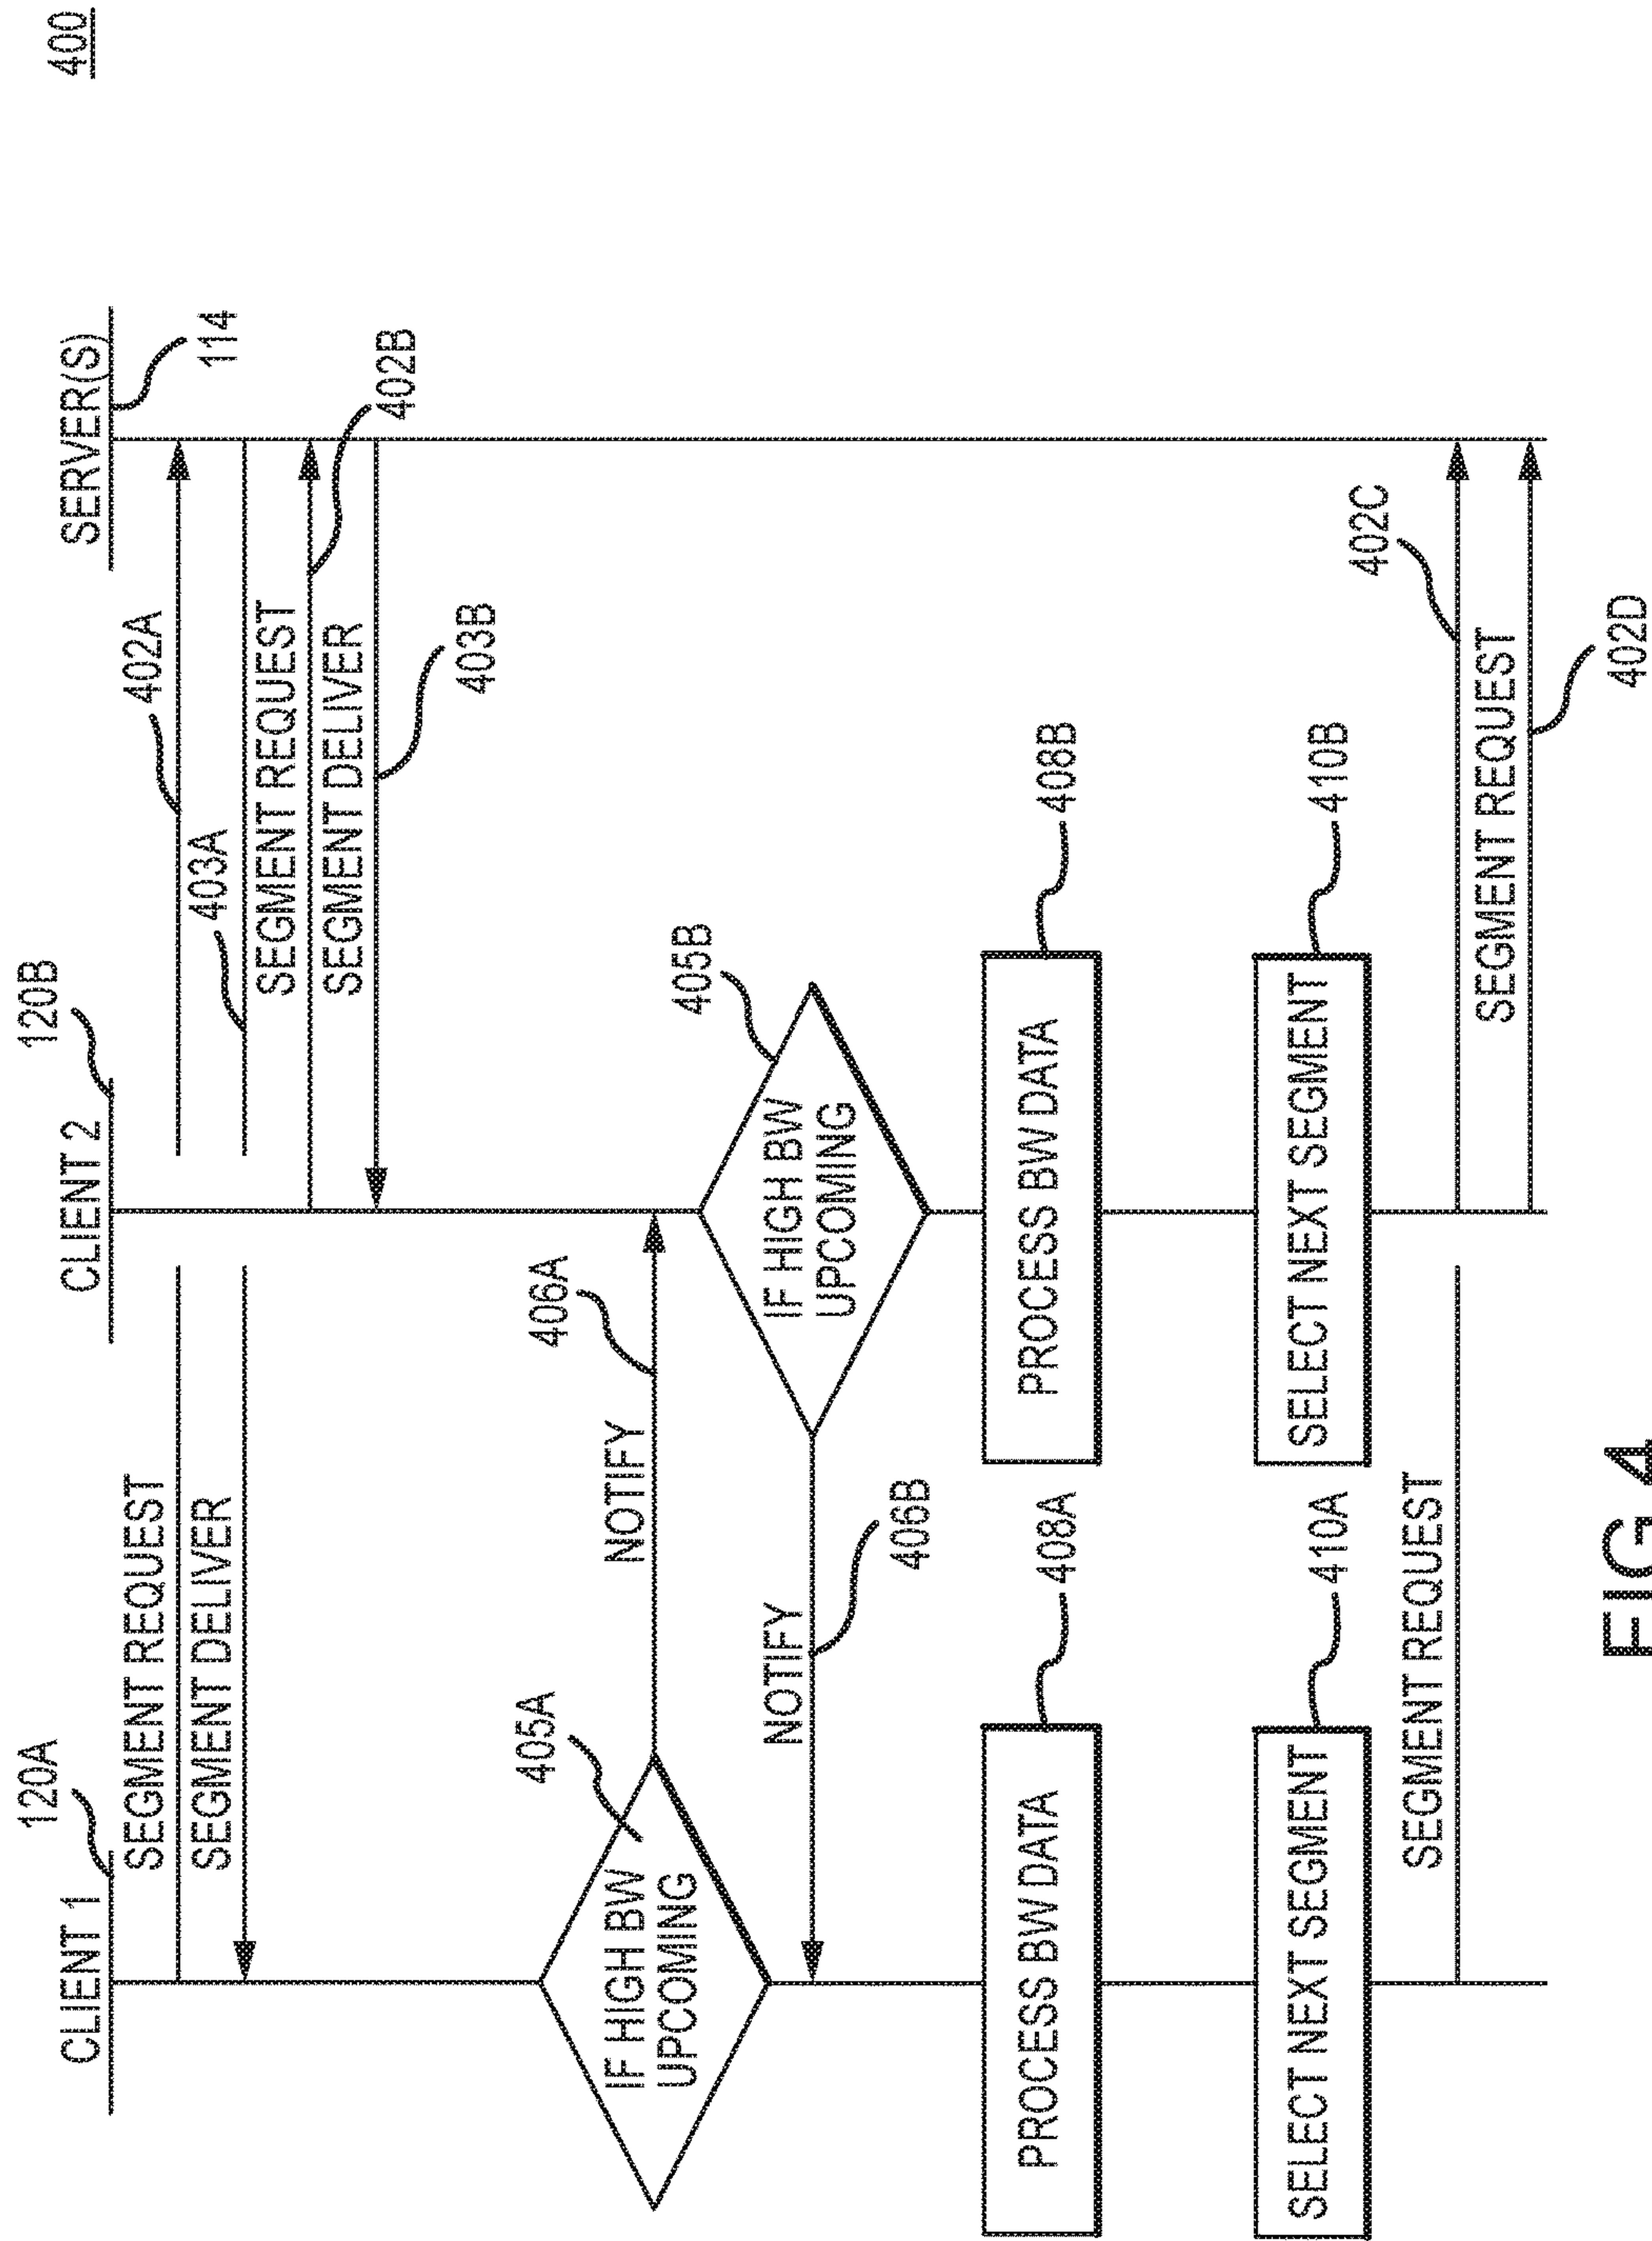 400
120A
120B
CLIENT 1
CLIENT 2
SERVER(S)
114
SEGMENT REQUEST
402A
SEGMENT DELIVER
403A
SEGMENT REQUEST
402B
SEGMENT DELIVER
403B
405A
406A
IF HIGH BW
UPCOMING
NOTIFY
405B
NOTIFY
IF HIGH BW
UPCOMING
406B
PROCESS BW DATA
408A
PROCESS BW DATA
408B
SELECT NEXT SEGMENT
410A
SELECT NEXT SEGMENT
410B
402C
SEGMENT REQUEST
SEGMENT REQUEST
402D
FIG.4